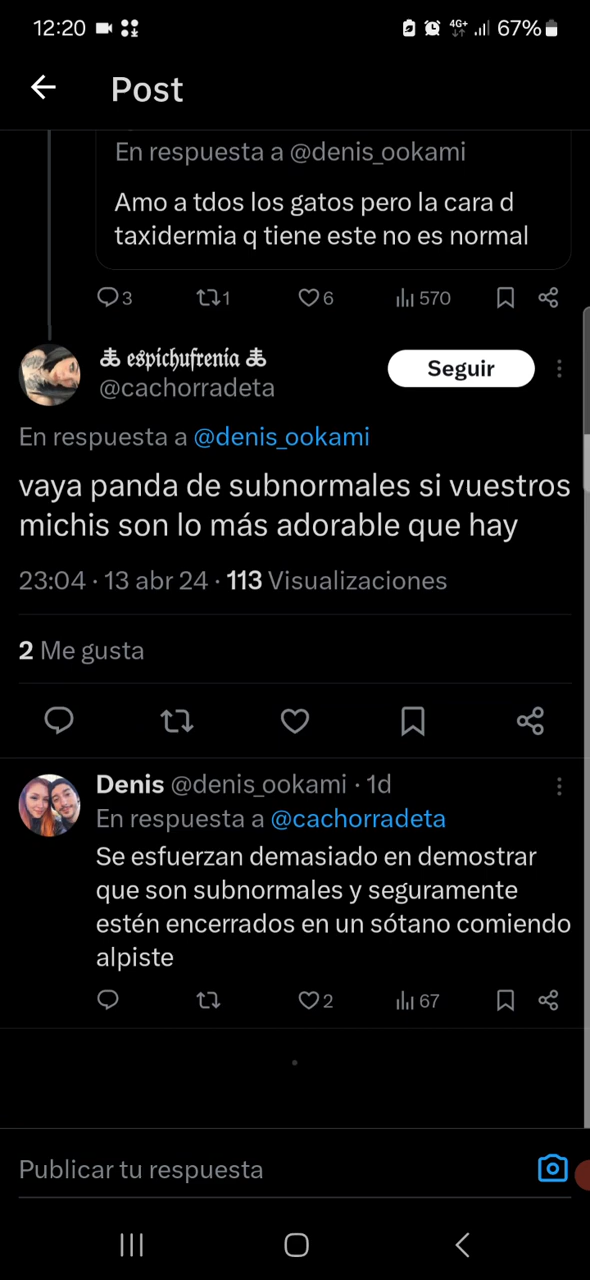 12:20
4G+
67%
Post
En respuesta a @denis_ookami
Amo a tdos los gatos pero la cara d
taxidermia q tiene este no es normal
3 1 6 570
espichufrenia
@cachorradeta
Seguir
En respuesta a @denis_ookami
vaya panda de subnormales si vuestros
michis son lo más adorable que hay
23:04 · 13 abr 24 · 113 Visualizaciones
2 Me gusta
Denis @denis_ookami · 1d
En respuesta a @cachorradeta
Se esfuerzan demasiado en demostrar
que son subnormales y seguramente
estén encerrados en un sótano comiendo
alpiste
2 67
Publicar tu respuesta